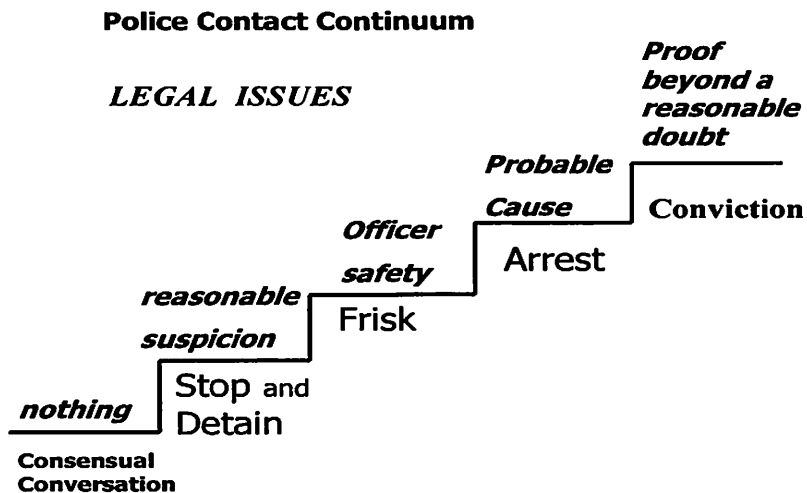 Police Contact Continuum
LEGAL ISSUES
Proof
beyond a
reasonable
doubt
Conviction
Probable
Cause
Arrest
Officer
safety
Frisk
reasonable
suspicion
Stop and
Detain
nothing
Consensual
Conversation